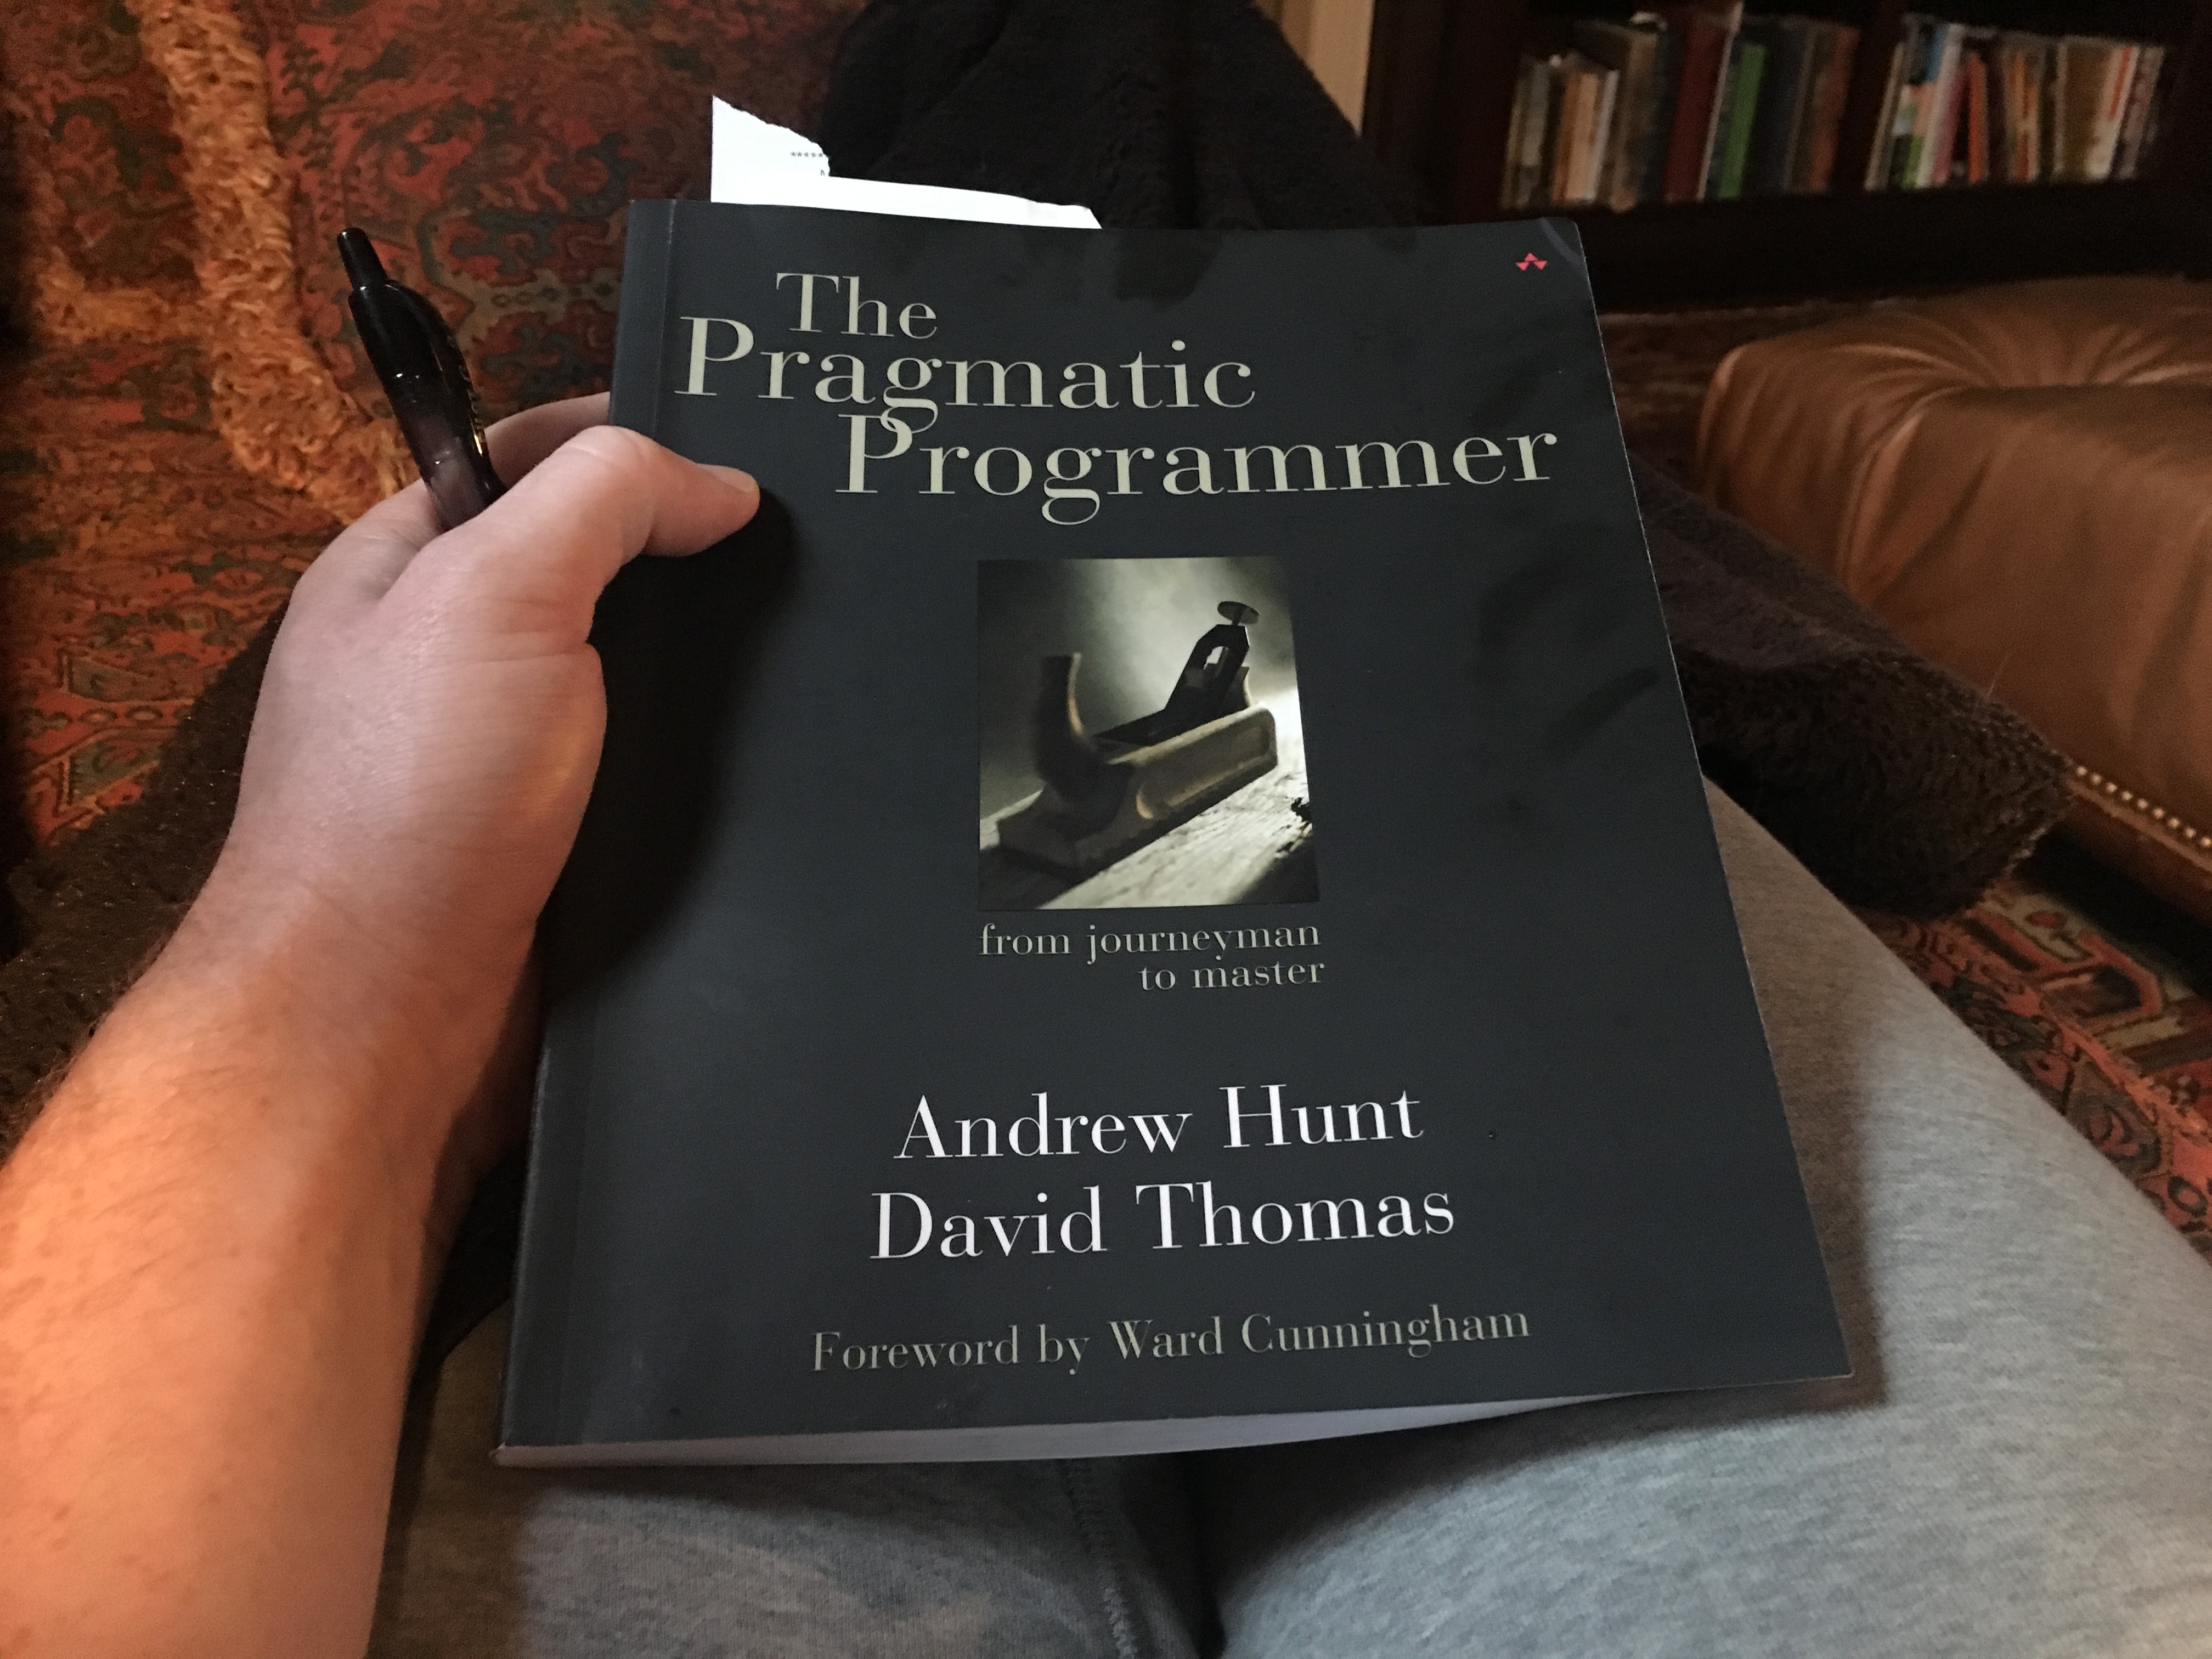 The
Pragmatic
Programmer
from journeyman
to master
Andrew Hunt
David Thomas
Foreword by Ward Cunningham